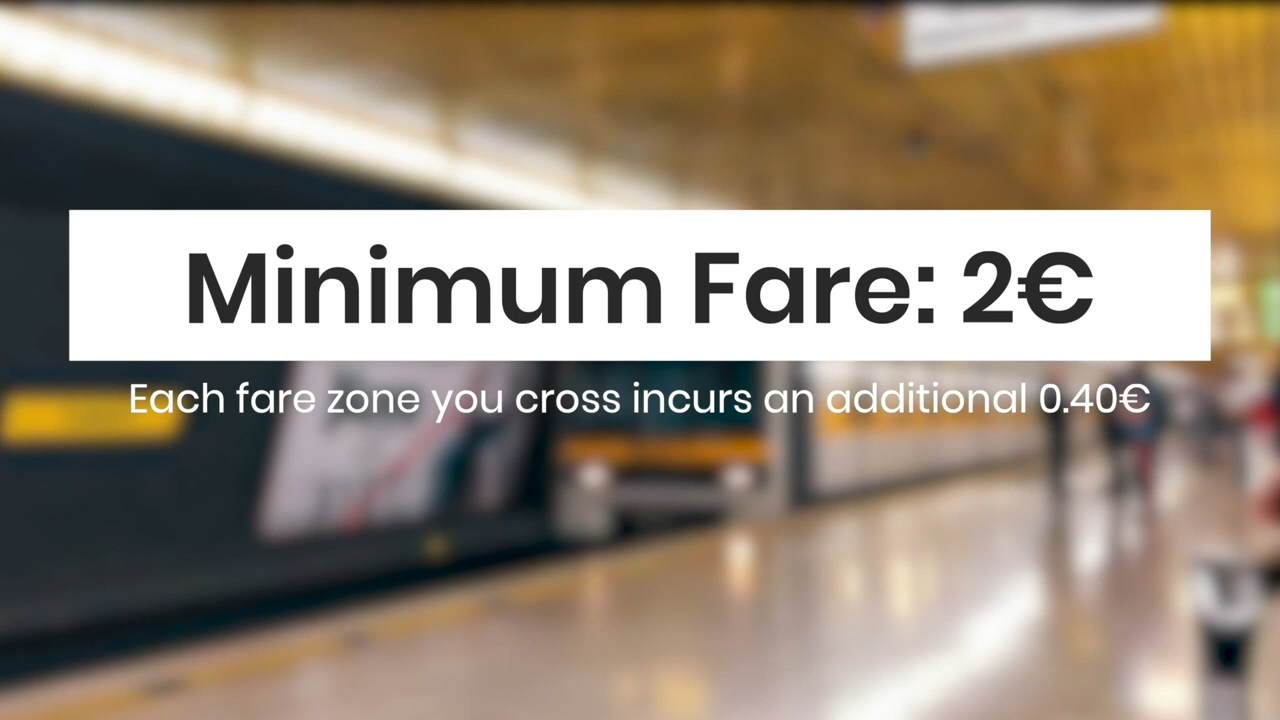 Minimum Fare: 2€
Each fare zone you cross incurs an additional 0.40€